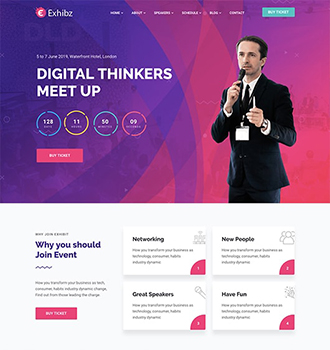 Exhibz
HOME ABOUT SPEAKERS SCHEDULE BLOG
BUY TICKET
5 to 7 June 2019, Waterfront Hotel, London
DIGITAL THINKERS
MEET UP
128 11 50 09
DAYS HOURS MINUTES SECONDS
BUY TICKET
WHY JOIN EXHIBIT
Why you should
Join Event
How you transform your business as tech,
consumer, habits industry dynamic change.
Find out from those leading the charge.
BUY TICKET
Networking
How you transform your business as
technology, consumer, habits
industry dynamic
1
New People
How you transform your business as
technology, consumer, habits
industry dynamic
2
Great Speakers
How you transform your business as
technology, consumer, habits
industry dynamic
3
Have Fun
How you transform your business as
technology, consumer, habits
industry dynamic
4